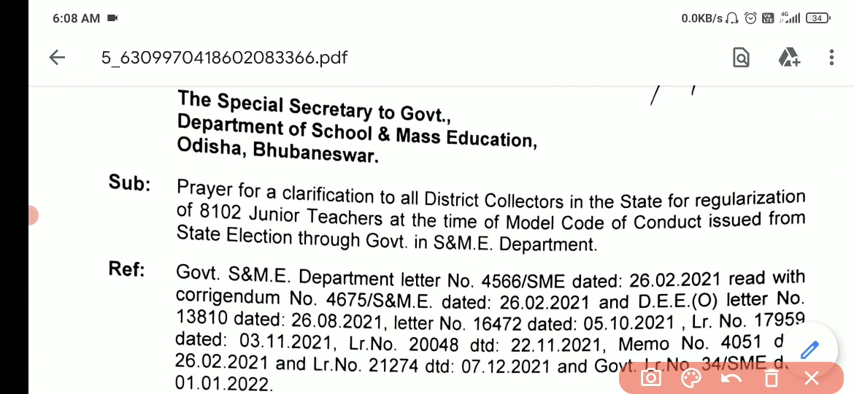 6:08 AM
0.0KB/s 4G 34
5_6309970418602083366.pdf
The Special Secretary to Govt.,
Department of School & Mass Education,
Odisha, Bhubaneswar.
Sub: Prayer for a clarification to all District Collectors in the State for regularization
of 8102 Junior Teachers at the time of Model Code of Conduct issued from
State Election through Govt. in S&M.E. Department.
Ref: Govt. S&M.E. Department letter No. 4566/SME dated: 26.02.2021 read with
corrigendum No. 4675/S&M.E. dated: 26.02.2021 and D.E.E.(O) letter No.
13810 dated: 26.08.2021, letter No. 16472 dated: 05.10.2021 , Lr. No. 17959
dated: 03.11.2021, Lr.No. 20048 dtd: 22.11.2021, Memo No. 4051 d
26.02.2021 and Lr.No. 21274 dtd: 07.12.2021 and Govt. Lr.No. 34/SME d
01.01.2022.